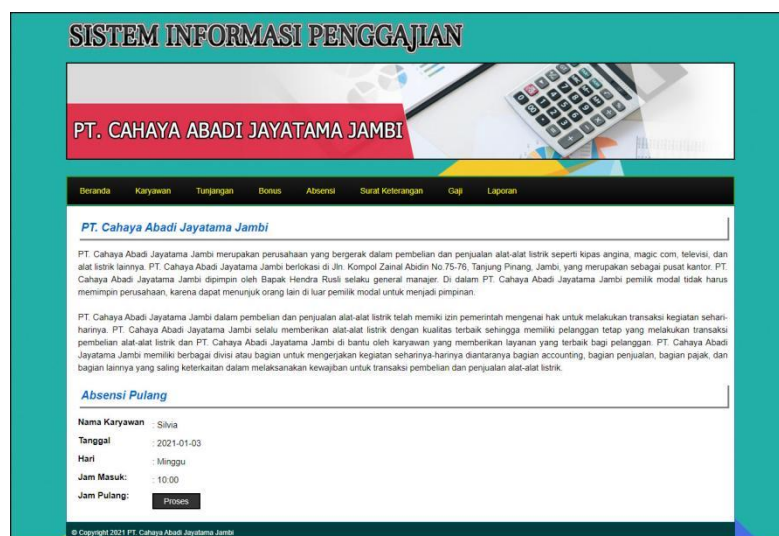 SISTEM INFORMASI PENGGAJIAN
PT. CAHAYA ABADI JAYATAMA JAMBI
Beranda Karyawan Tunjangan Bonus Absensi Surat Keterangan Gaji Laporan
PT. Cahaya Abadi Jayatama Jambi
PT. Cahaya Abadi Jayatama Jambi merupakan perusahaan yang bergerak dalam pembelian dan penjualan alat-alat listrik seperti kipas angina, magic com, televisi, dan
alat listrik lainnya. PT. Cahaya Abadi Jayatama Jambi berlokasi di Jln. Kompol Zainal Abidin No.75-76, Tanjung Pinang, Jambi, yang merupakan sebagai pusat kantor. PT.
Cahaya Abadi Jayatama Jambi dipimpin oleh Bapak Hendra Rusli selaku general manajer. Di dalam PT. Cahaya Abadi Jayatama Jambi pemilik modal tidak harus
memimpin perusahaan, karena dapat menunjuk orang lain di luar pemilik modal untuk menjadi pimpinan.
PT. Cahaya Abadi Jayatama Jambi dalam pembelian dan penjualan alat-alat listrik telah memiki izin pemerintah mengenai hak untuk melakukan transaksi kegiatan sehari-
harinya. PT. Cahaya Abadi Jayatama Jambi selalu memberikan alat-alat listrik dengan kualitas terbaik sehingga memiliki pelanggan tetap yang melakukan transaksi
pembelian alat-alat listrik dan PT. Cahaya Abadi Jayatama Jambi di bantu oleh karyawan yang memberikan layanan yang terbaik bagi pelanggan. PT. Cahaya Abadi
Jayatama Jambi memiliki berbagai divisi atau bagian untuk mengerjakan kegiatan seharinya-harinya diantaranya bagian accounting, bagian penjualan, bagian pajak, dan
bagian lainnya yang saling keterkaitan dalam melaksanakan kewajiban untuk transaksi pembelian dan penjualan alat-alat listrik.
Absensi Pulang
Nama Karyawan : Silvia
Tanggal : 2021-01-03
Hari : Minggu
Jam Masuk: : 10:00
Jam Pulang: Proses
© Copyright 2021 PT. Cahaya Abadi Jayatama Jambi